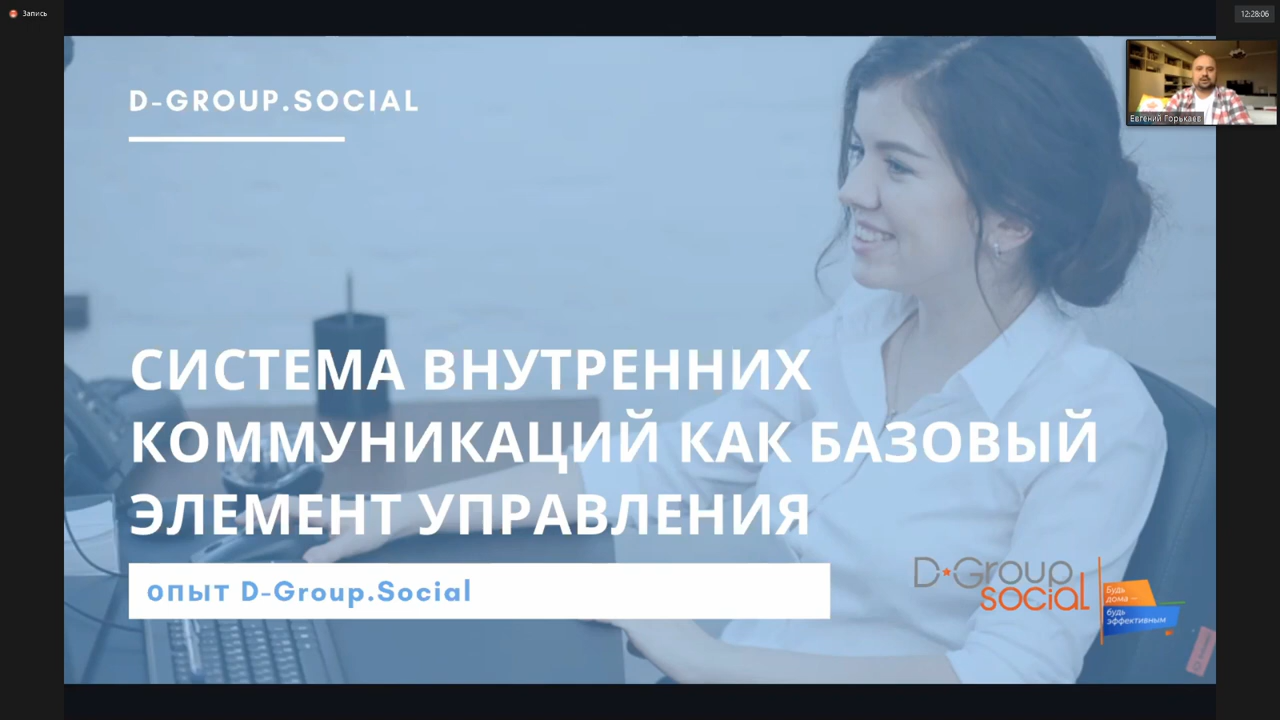 Запись
12:28:06
Евгений Горькаев
D-GROUP.SOCIAL
СИСТЕМА ВНУТРЕННИХ
КОММУНИКАЦИЙ КАК БАЗОВЫЙ
ЭЛЕМЕНТ УПРАВЛЕНИЯ
опыт D-Group.Social
D Group
social
Будь
дома —
будь
эффективным